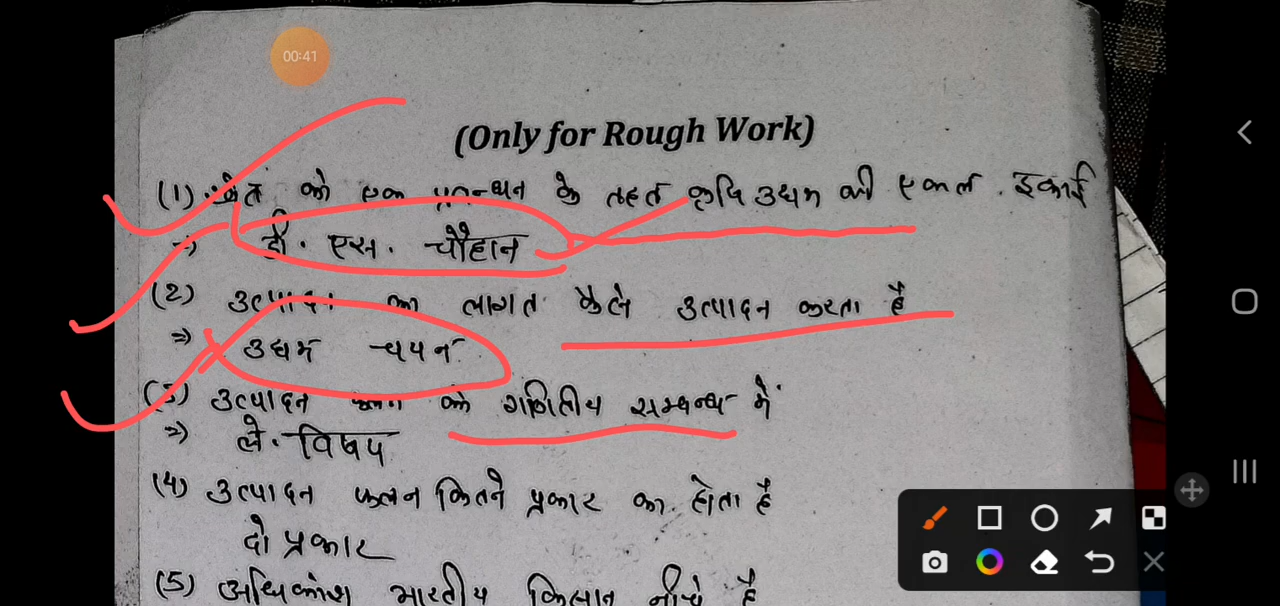 00:41
(Only for Rough Work)
(1) खेत को एक प्रबन्धन के तहत कृषि उद्यम की एकल इकाई
⇒ डी. एस. चौहान
(2) उत्पादन का लागत कैसे उत्पादन करता है
⇒ उद्यम चयन
(3) उत्पादन फलन को गणितीय सम्बन्ध में
⇒ ले. विषय
(4) उत्पादन फलन कितने प्रकार का होता है
दो प्रकार
(5) अधिकांश भारतीय किसान नीचे है